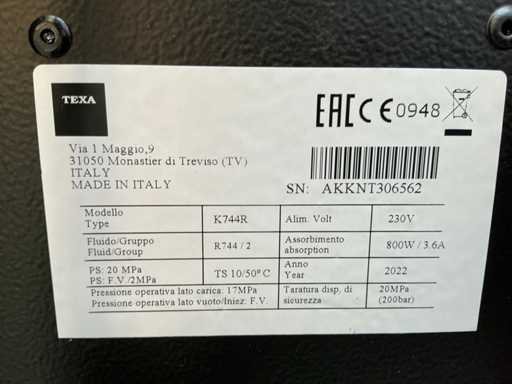 TEXA
EAC CE 0948
Via 1 Maggio,9
31050 Monastier di Treviso (TV)
ITALY
MADE IN ITALY
SN: AKKNT306562
Modello
Type
K744R
Alim. Volt
230V
Fluido/Gruppo
Fluid/Group
R744 / 2
Assorbimento
absorption
800W / 3.6A
PS: 20 MPa
PS: F.V./2MPa
TS 10/50° C
Anno
Year
2022
Pressione operativa lato carica: 17MPa
Pressione operativa lato vuoto/Iniez. F.V.
Taratura disp. di
sicurezza
20MPa
(200bar)